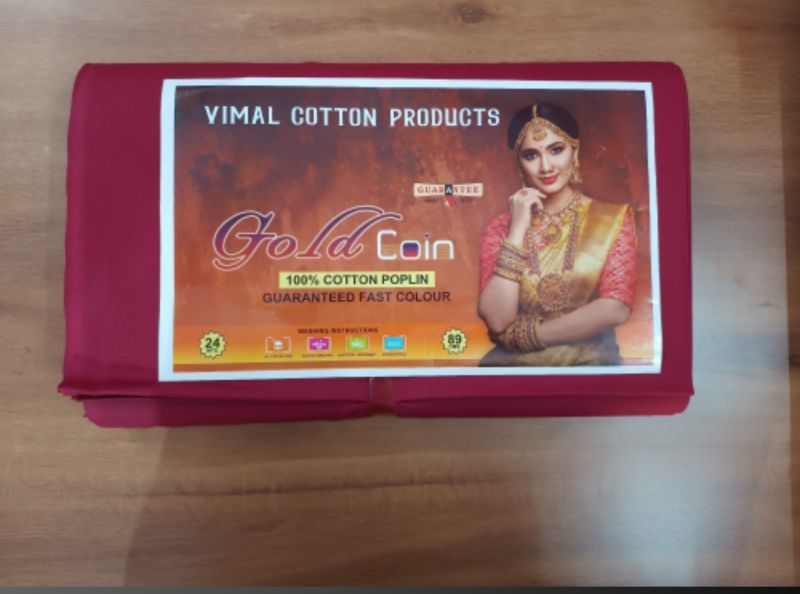 VIMAL COTTON PRODUCTS
GUARANTEE
Gold Coin
100% COTTON POPLIN
GUARANTEED FAST COLOUR
WASHING INSTRUCTIONS
24
89